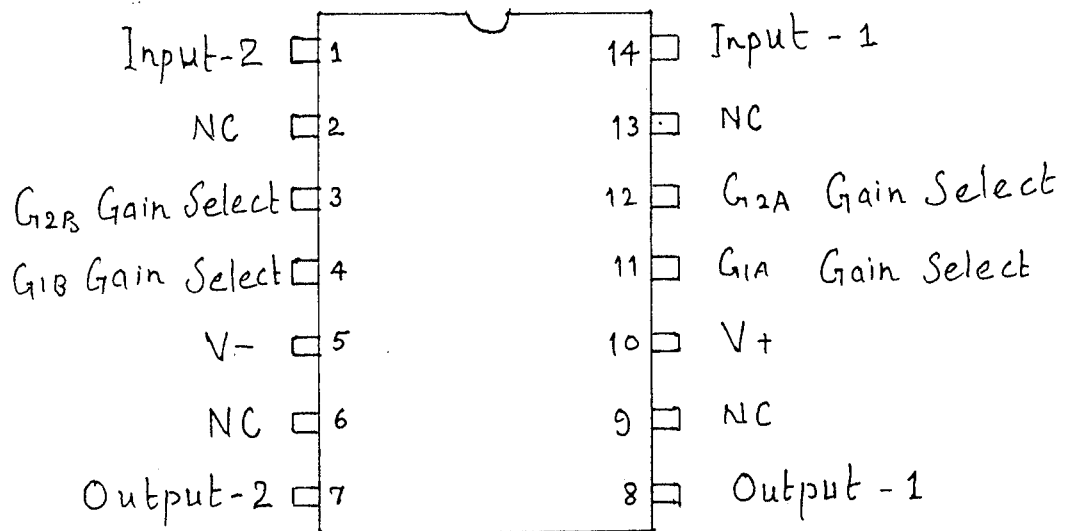 Input-2 1 14 Input - 1
NC 2 13 NC
G2B Gain Select 3 12 G2A Gain Select
G1B Gain Select 4 11 G1A Gain Select
V- 5 10 V+
NC 6 9 NC
Output-2 7 8 Output - 1